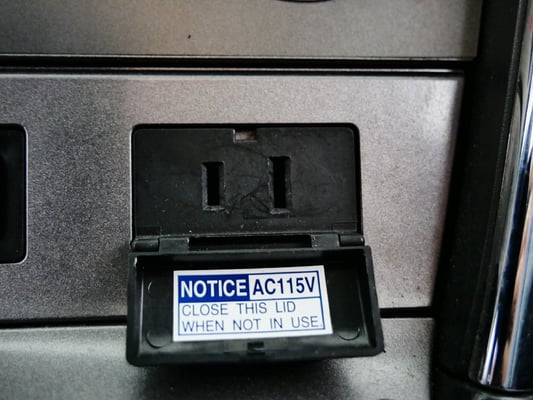 NOTICE AC115V
CLOSE THIS LID
WHEN NOT IN USE.